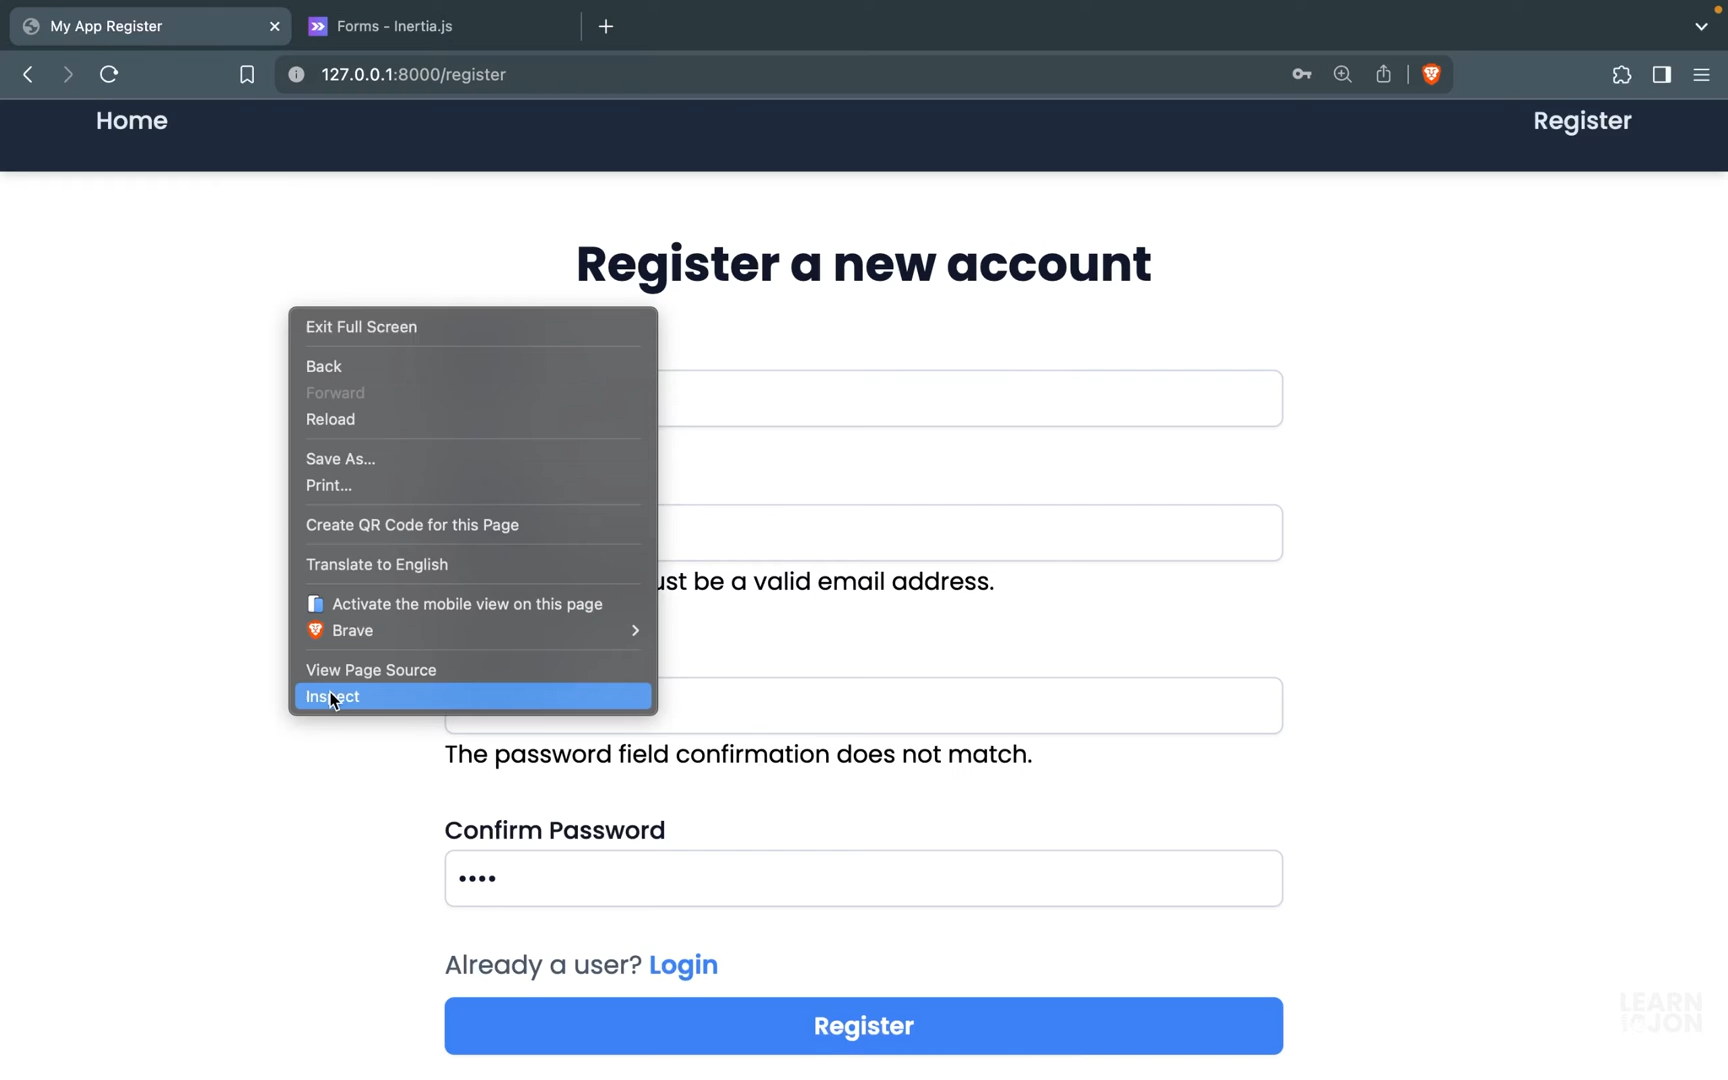 My App Register
Forms - Inertia.js
127.0.0.1:8000/register
Home
Register
Register a new account
Exit Full Screen
Back
Forward
Reload
Save As...
Print...
Create QR Code for this Page
Translate to English
Activate the mobile view on this page
Brave
View Page Source
Inspect
must be a valid email address.
The password field confirmation does not match.
Confirm Password
Already a user? Login
Register
LEARN
JON